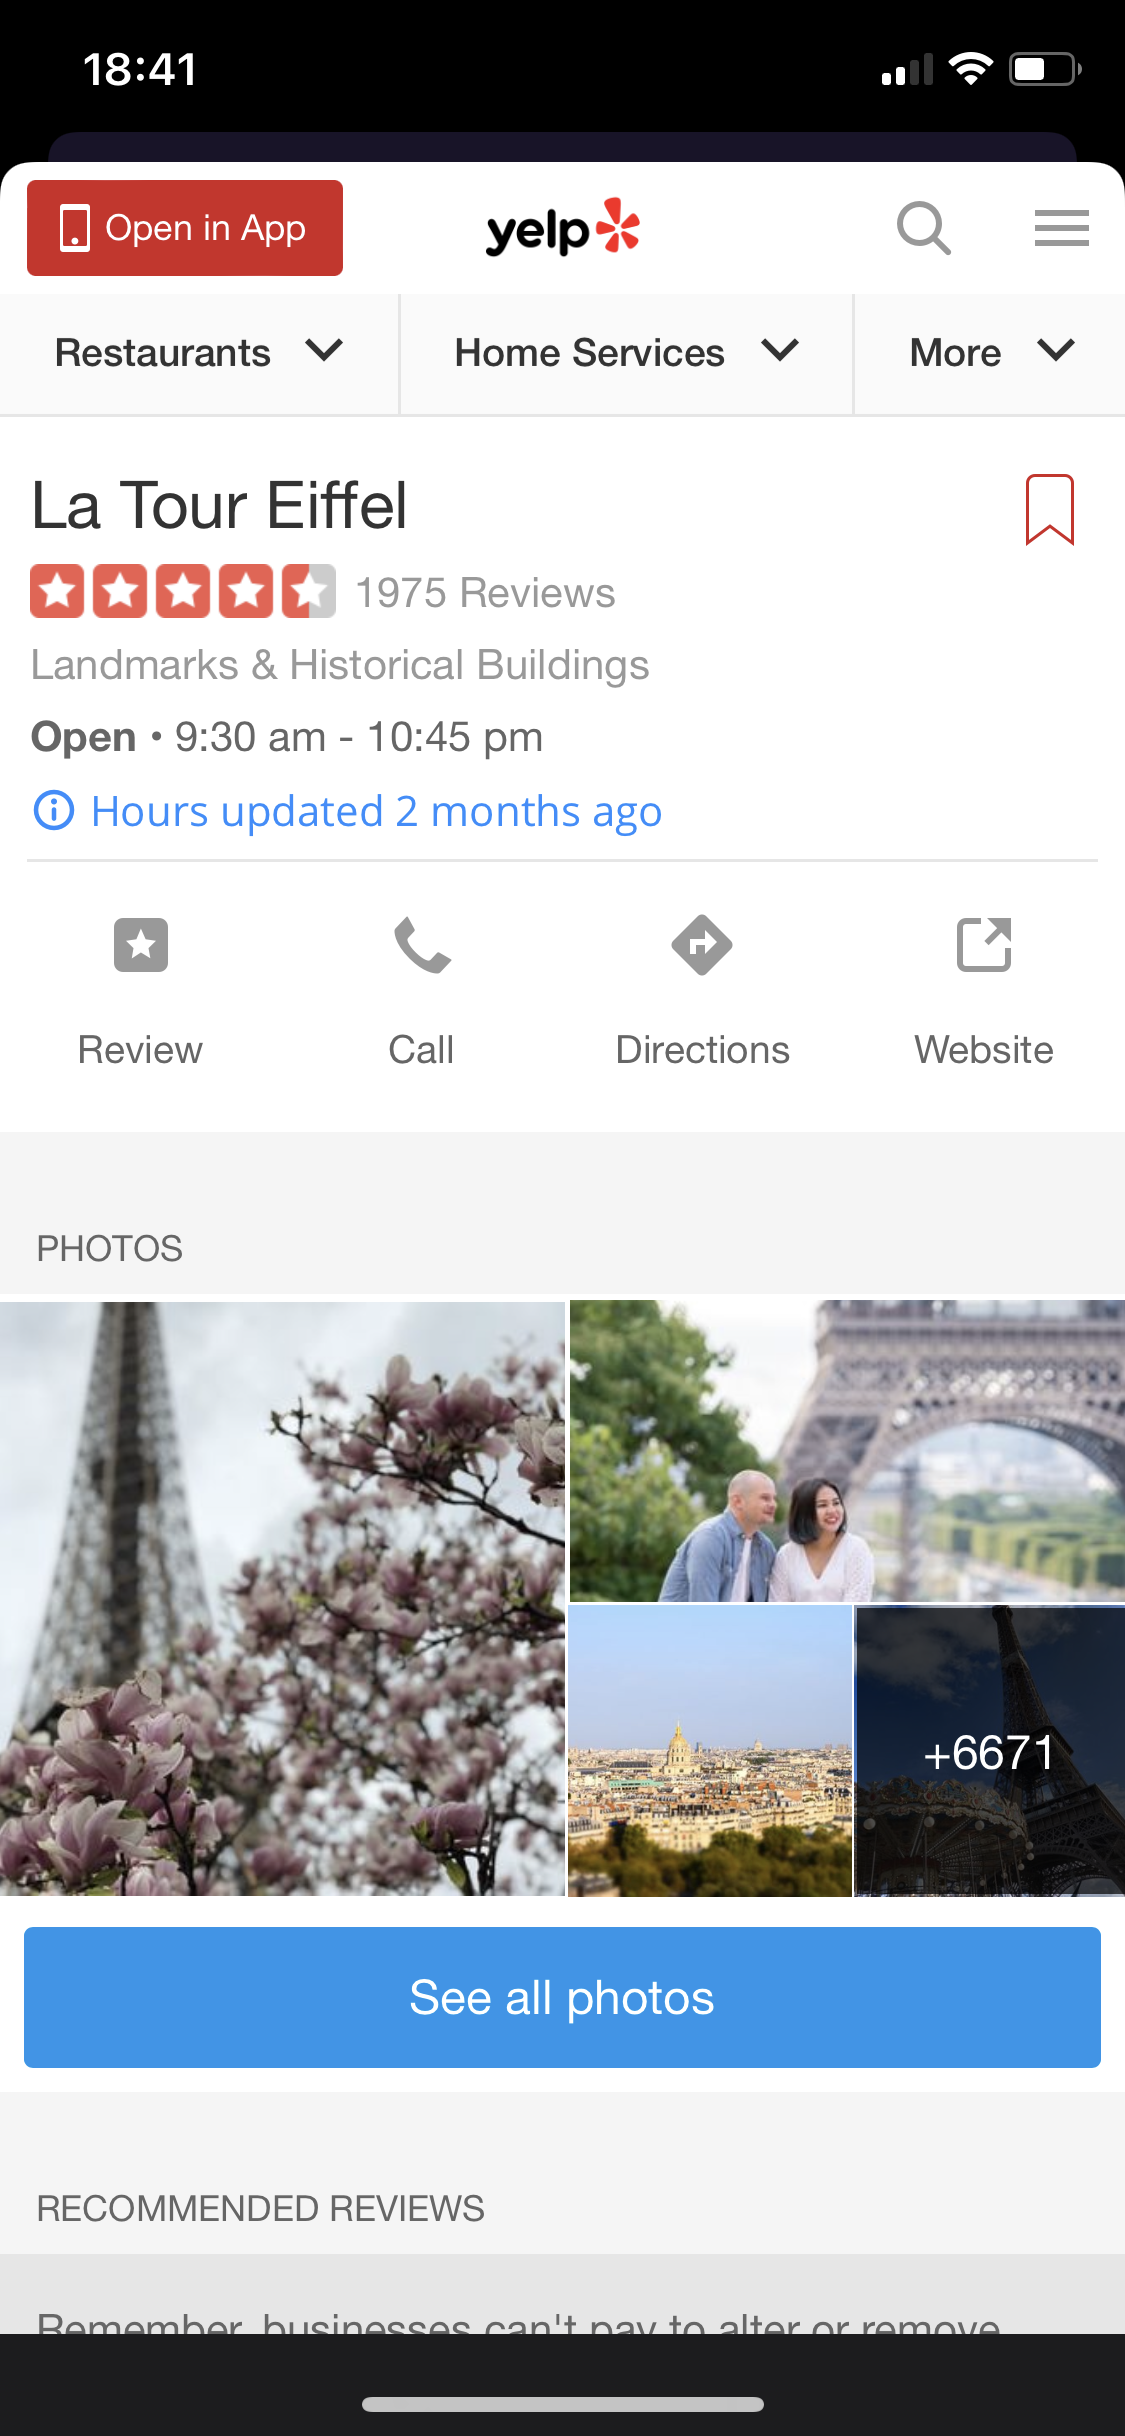 18:41
Open in App
yelp
Restaurants
Home Services
More
La Tour Eiffel
1975 Reviews
Landmarks & Historical Buildings
Open • 9:30 am - 10:45 pm
Hours updated 2 months ago
Review
Call
Directions
Website
PHOTOS
+6671
See all photos
RECOMMENDED REVIEWS
Remember, businesses can't pay to alter or remove